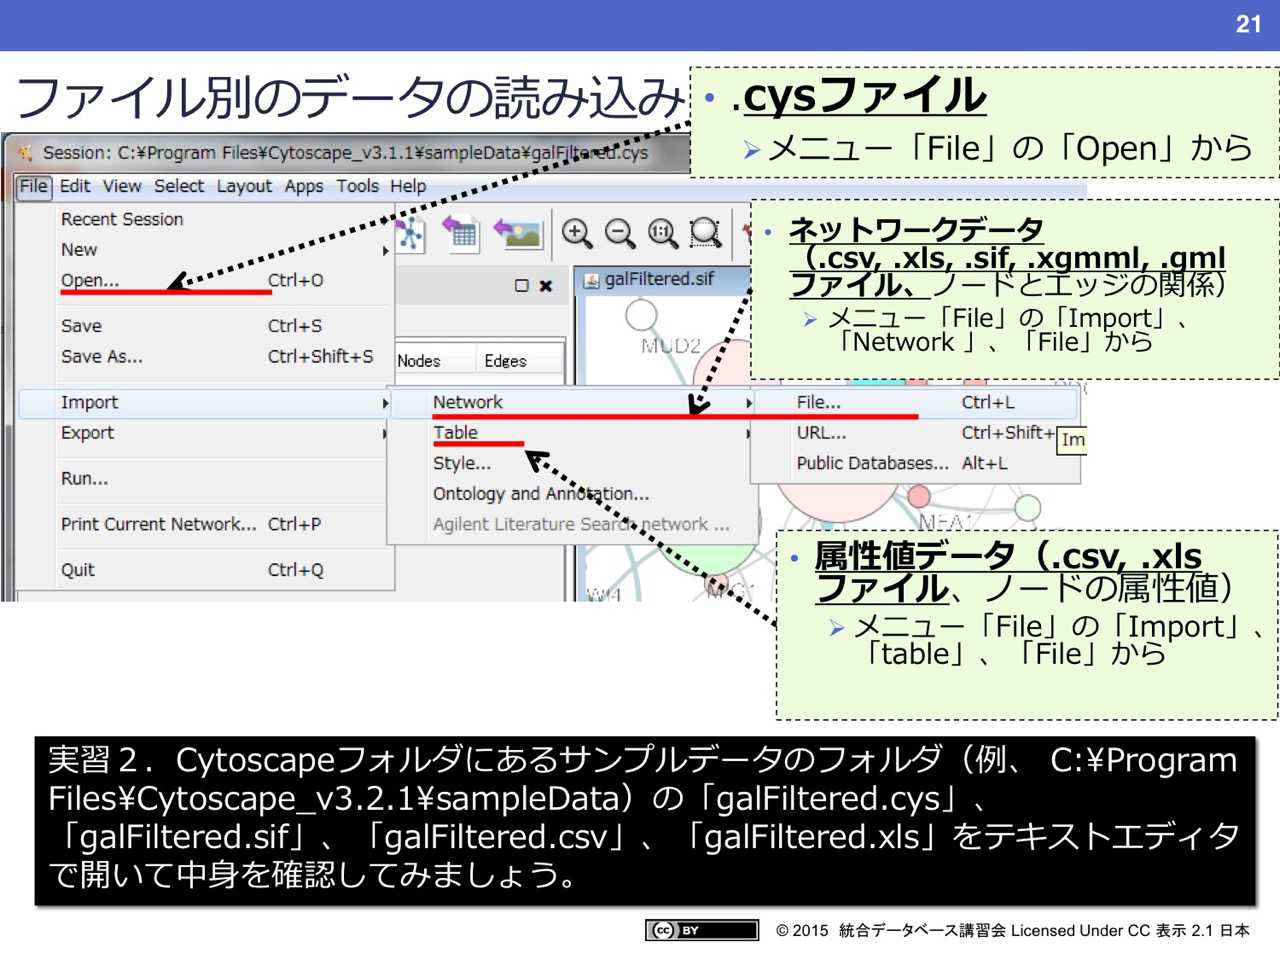 21
ファイル別のデータの読み込み
• .cysファイル
➢メニュー「File」の「Open」から
Session: C:¥Program Files¥Cytoscape_v3.1.1¥sampleData¥galFiltered.cys
File Edit View Select Layout Apps Tools Help
Recent Session
New
Open... Ctrl+O
Save Ctrl+S
Save As... Ctrl+Shift+S
Import
Export
Run...
Print Current Network... Ctrl+P
Quit Ctrl+Q
1:1
galFiltered.sif
Nodes Edges
MUD2
Network
Table
Style...
Ontology and Annotation...
Agilent Literature Search network ...
File... Ctrl+L
URL... Ctrl+Shift+
Public Databases... Alt+L
Im
• ネットワークデータ
（.csv, .xls, .sif, .xgmml, .gml
ファイル、ノードとエッジの関係）
➢ メニュー「File」の「Import」、
「Network 」、「File」から
• 属性値データ（.csv, .xls
ファイル、ノードの属性値）
➢メニュー「File」の「Import」、
「table」、「File」から
実習２．Cytoscapeフォルダにあるサンプルデータのフォルダ（例、 C:¥Program
Files¥Cytoscape_v3.2.1¥sampleData）の「galFiltered.cys」、
「galFiltered.sif」、「galFiltered.csv」、「galFiltered.xls」をテキストエディタ
で開いて中身を確認してみましょう。
cc BY
© 2015 統合データベース講習会 Licensed Under CC 表示 2.1 日本